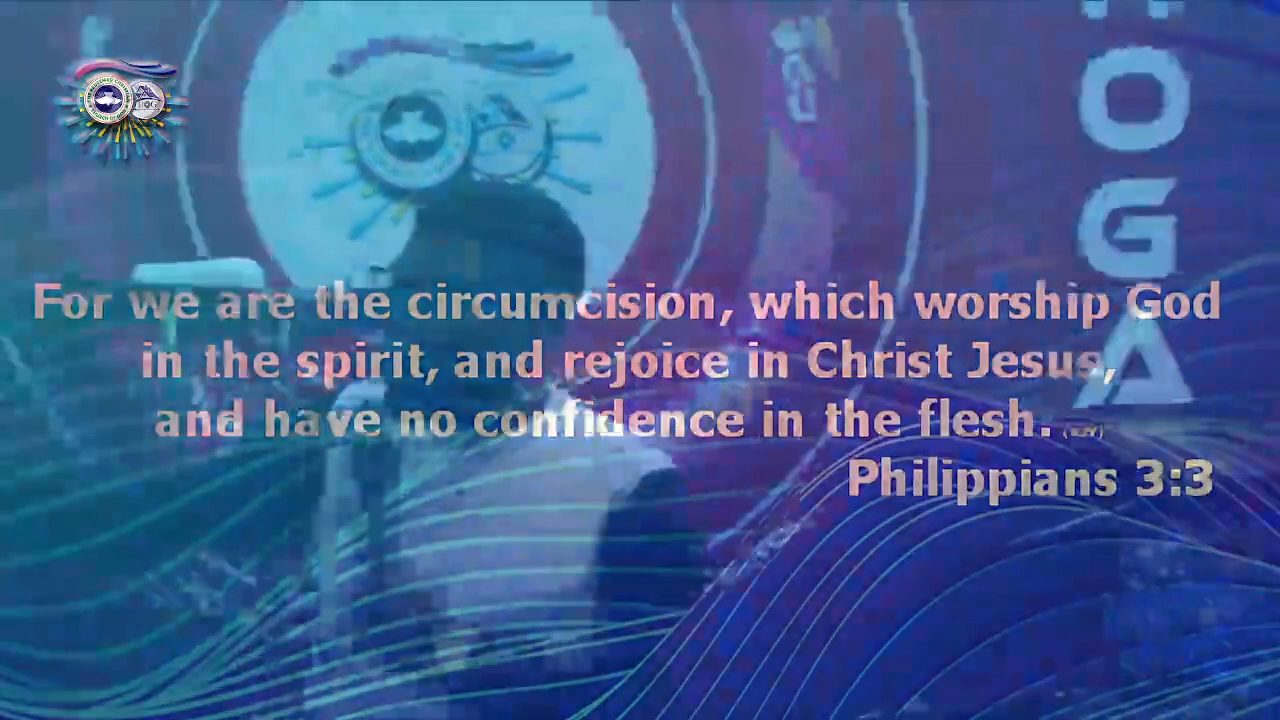 O
G
A
For we are the circumcision, which worship God
in the spirit, and rejoice in Christ Jesus,
and have no confidence in the flesh. (KJV)
Philippians 3:3